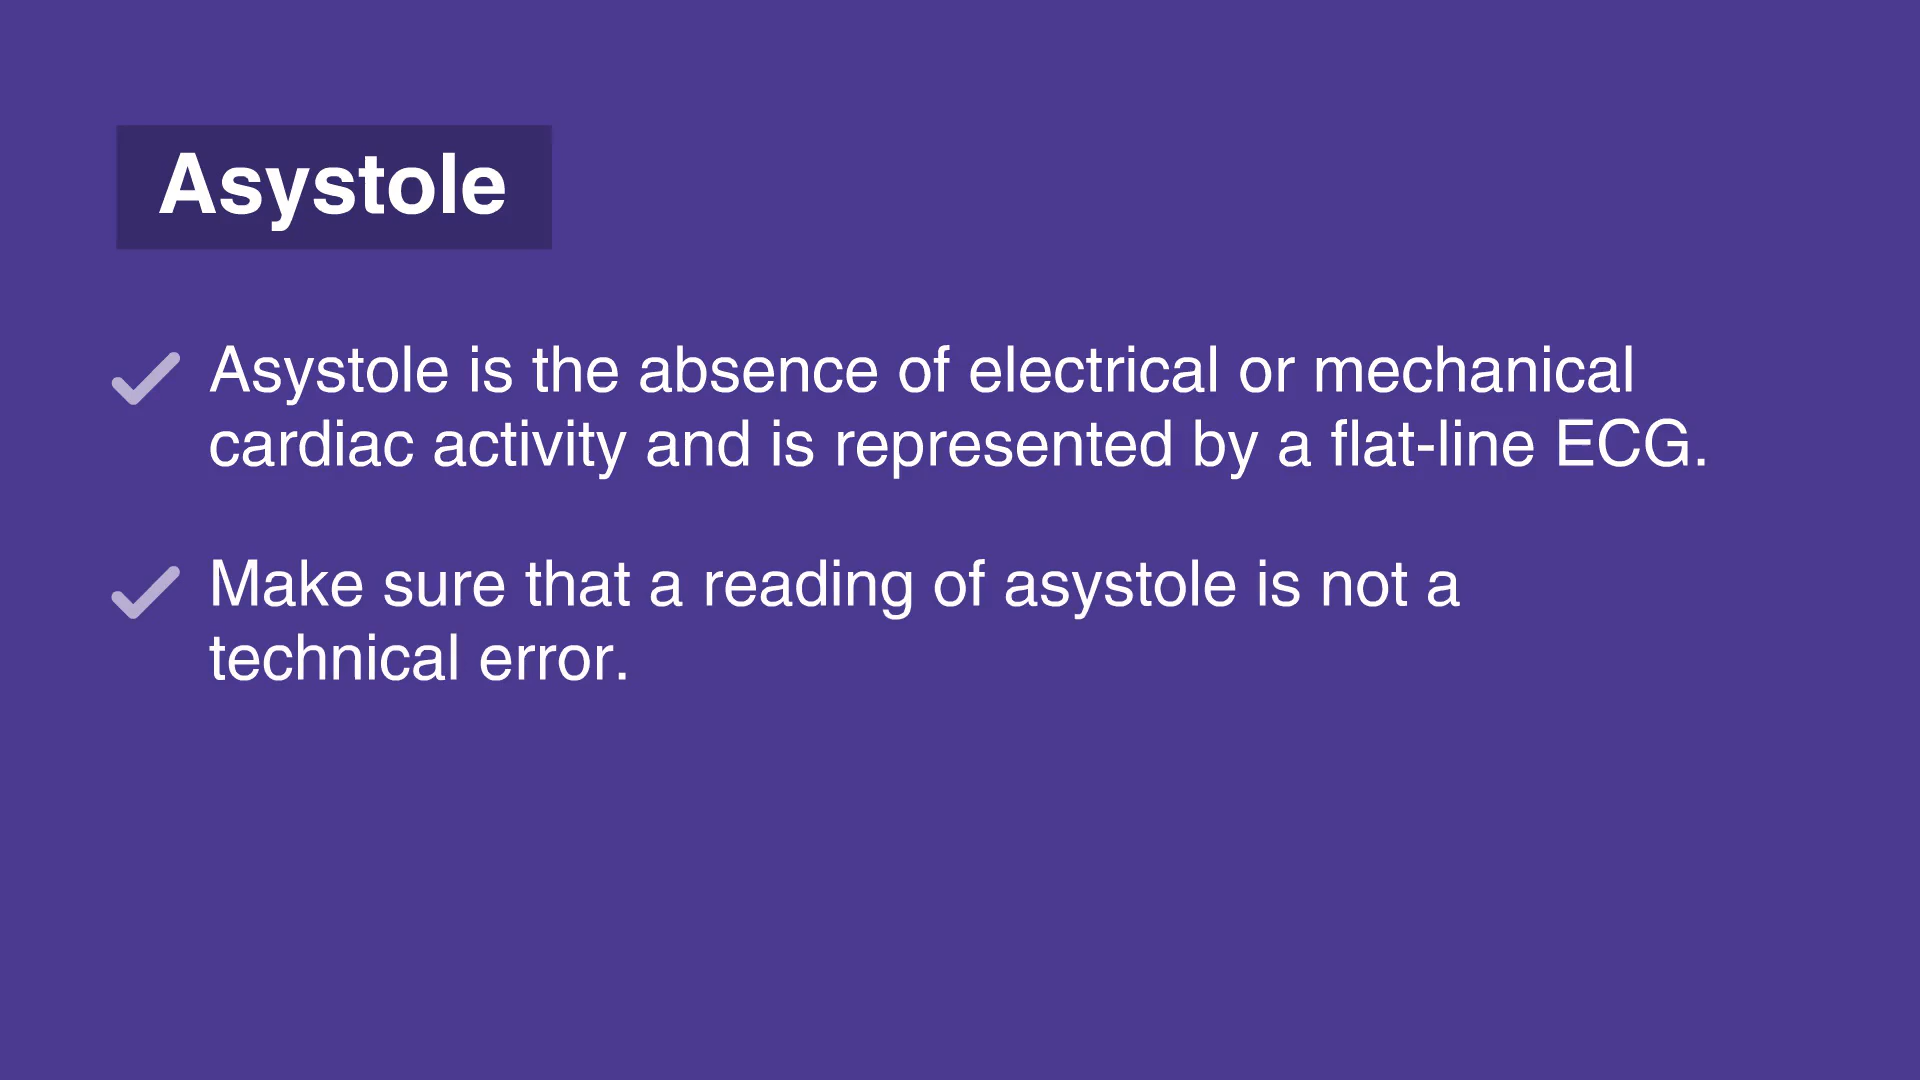 Asystole
Asystole is the absence of electrical or mechanical
cardiac activity and is represented by a flat-line ECG.
Make sure that a reading of asystole is not a
technical error.